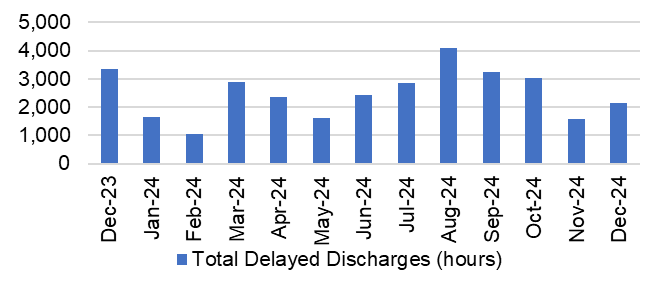 5,000
4,000
3,000
2,000
1,000
0
Dec-23
Jan-24
Feb-24
Mar-24
Apr-24
May-24
Jun-24
Jul-24
Aug-24
Sep-24
Oct-24
Nov-24
Dec-24
Total Delayed Discharges (hours)